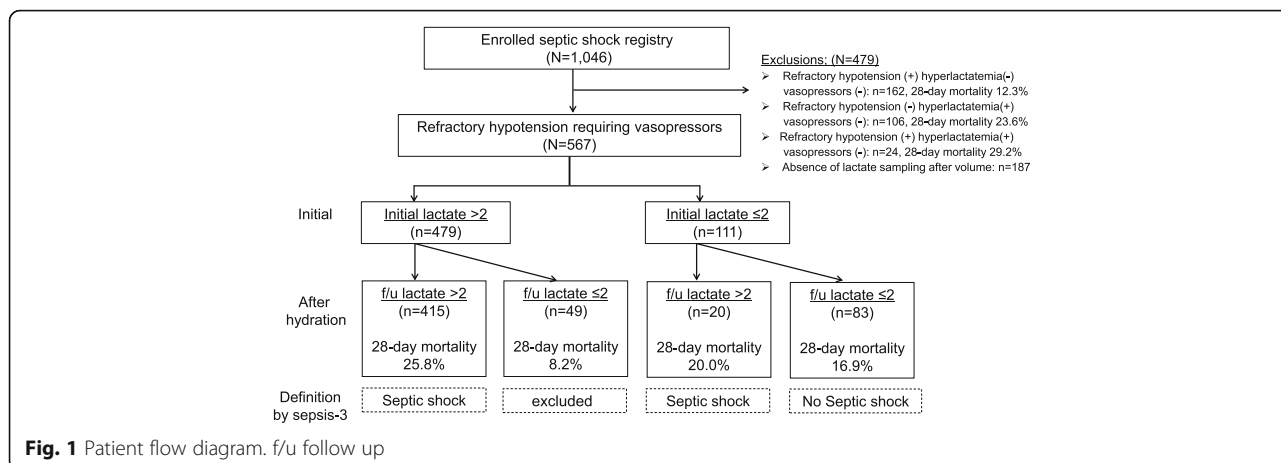 Enrolled septic shock registry
(N=1,046)
Exclusions; (N=479)
➢ Refractory hypotension (+) hyperlactatemia(-)
vasopressors (-): n=162, 28-day mortality 12.3%
➢ Refractory hypotension (-) hyperlactatemia(+)
vasopressors (-): n=106, 28-day mortality 23.6%
➢ Refractory hypotension (+) hyperlactatemia(+)
vasopressors (-): n=24, 28-day mortality 29.2%
➢ Absence of lactate sampling after volume: n=187
Refractory hypotension requiring vasopressors
(N=567)
Initial
Initial lactate >2
(n=479)
Initial lactate ≤2
(n=111)
After
hydration
f/u lactate >2
(n=415)
28-day mortality
25.8%
f/u lactate ≤2
(n=49)
28-day mortality
8.2%
f/u lactate >2
(n=20)
28-day mortality
20.0%
f/u lactate ≤2
(n=83)
28-day mortality
16.9%
Definition
by sepsis-3
Septic shock
excluded
Septic shock
No Septic shock
Fig. 1 Patient flow diagram. f/u follow up